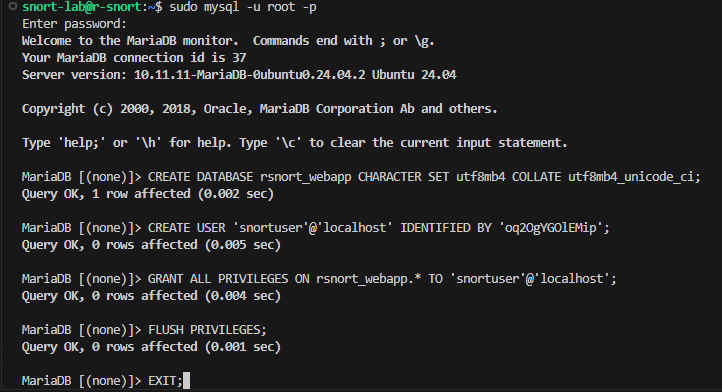 snort-lab@r-snort:~$ sudo mysql -u root -p
Enter password:
Welcome to the MariaDB monitor.  Commands end with ; or \g.
Your MariaDB connection id is 37
Server version: 10.11.11-MariaDB-0ubuntu0.24.04.2 Ubuntu 24.04

Copyright (c) 2000, 2018, Oracle, MariaDB Corporation Ab and others.

Type 'help;' or '\h' for help. Type '\c' to clear the current input statement.

MariaDB [(none)]> CREATE DATABASE rsnort_webapp CHARACTER SET utf8mb4 COLLATE utf8mb4_unicode_ci;
Query OK, 1 row affected (0.002 sec)

MariaDB [(none)]> CREATE USER 'snortuser'@'localhost' IDENTIFIED BY 'oq2OgYGOlEMip';
Query OK, 0 rows affected (0.005 sec)

MariaDB [(none)]> GRANT ALL PRIVILEGES ON rsnort_webapp.* TO 'snortuser'@'localhost';
Query OK, 0 rows affected (0.004 sec)

MariaDB [(none)]> FLUSH PRIVILEGES;
Query OK, 0 rows affected (0.001 sec)

MariaDB [(none)]> EXIT;